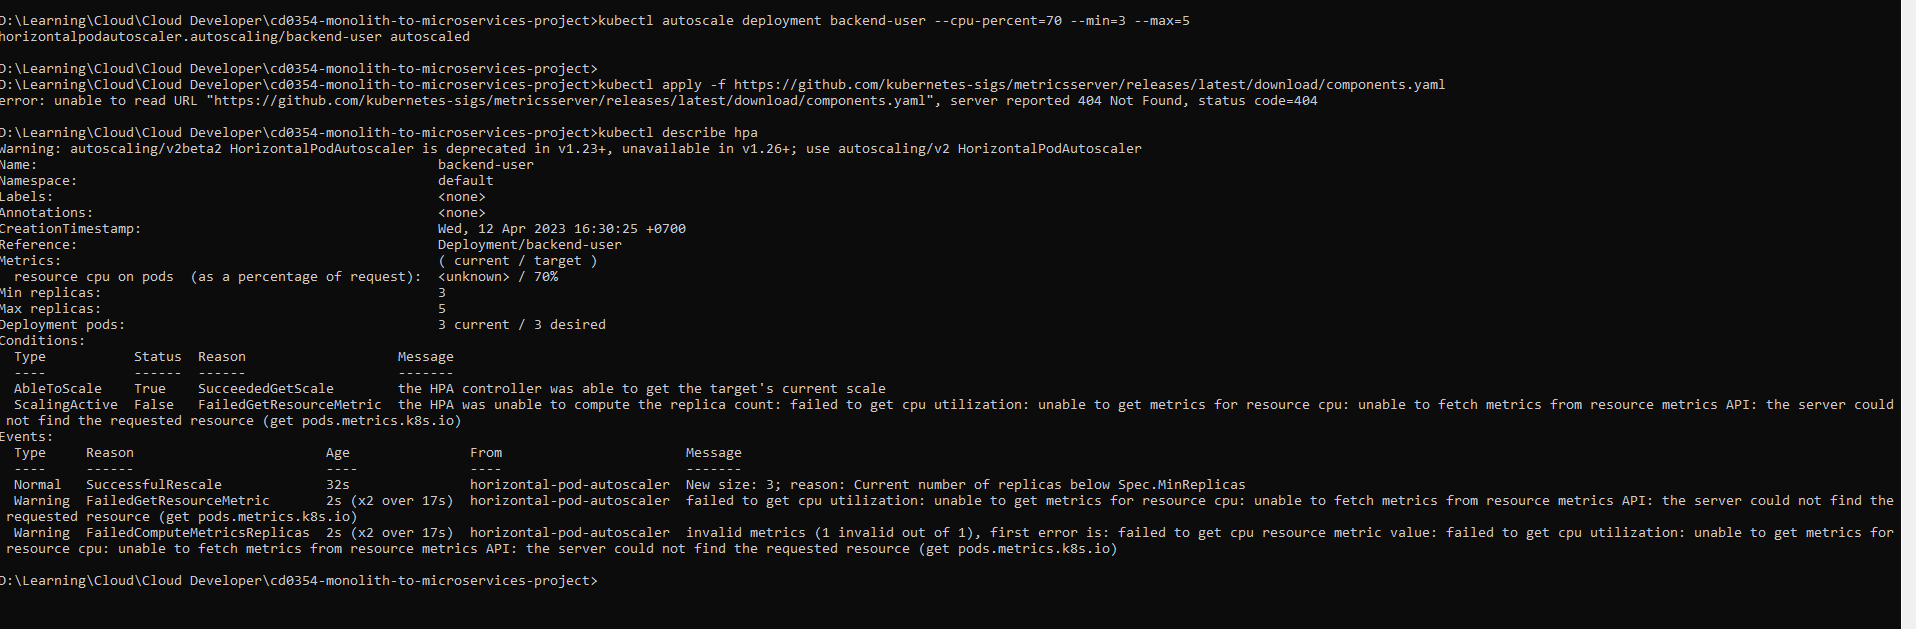 D:\Learning\Cloud\Cloud Developer\cd0354-monolith-to-microservices-project>kubectl autoscale deployment backend-user --cpu-percent=70 --min=3 --max=5
horizontalpodautoscaler.autoscaling/backend-user autoscaled
D:\Learning\Cloud\Cloud Developer\cd0354-monolith-to-microservices-project>
D:\Learning\Cloud\Cloud Developer\cd0354-monolith-to-microservices-project>kubectl apply -f https://github.com/kubernetes-sigs/metricsserver/releases/latest/download/components.yaml
error: unable to read URL "https://github.com/kubernetes-sigs/metricsserver/releases/latest/download/components.yaml", server reported 404 Not Found, status code=404
D:\Learning\Cloud\Cloud Developer\cd0354-monolith-to-microservices-project>kubectl describe hpa
Warning: autoscaling/v2beta2 HorizontalPodAutoscaler is deprecated in v1.23+, unavailable in v1.26+; use autoscaling/v2 HorizontalPodAutoscaler
Name: backend-user
Namespace: default
Labels: <none>
Annotations: <none>
CreationTimestamp: Wed, 12 Apr 2023 16:30:25 +0700
Reference: Deployment/backend-user
Metrics: ( current / target )
resource cpu on pods (as a percentage of request): <unknown> / 70%
Min replicas: 3
Max replicas: 5
Deployment pods: 3 current / 3 desired
Conditions:
Type Status Reason Message
---- ------ ------ -------
AbleToScale True SucceededGetScale the HPA controller was able to get the target's current scale
ScalingActive False FailedGetResourceMetric the HPA was unable to compute the replica count: failed to get cpu utilization: unable to get metrics for resource cpu: unable to fetch metrics from resource metrics API: the server could
not find the requested resource (get pods.metrics.k8s.io)
Events:
Type Reason Age From Message
---- ------ ---- ---- -------
Normal SuccessfulRescale 32s horizontal-pod-autoscaler New size: 3; reason: Current number of replicas below Spec.MinReplicas
Warning FailedGetResourceMetric 2s (x2 over 17s) horizontal-pod-autoscaler failed to get cpu utilization: unable to get metrics for resource cpu: unable to fetch metrics from resource metrics API: the server could not find the
requested resource (get pods.metrics.k8s.io)
Warning FailedComputeMetricsReplicas 2s (x2 over 17s) horizontal-pod-autoscaler invalid metrics (1 invalid out of 1), first error is: failed to get cpu resource metric value: failed to get cpu utilization: unable to get metrics for
resource cpu: unable to fetch metrics from resource metrics API: the server could not find the requested resource (get pods.metrics.k8s.io)
D:\Learning\Cloud\Cloud Developer\cd0354-monolith-to-microservices-project>